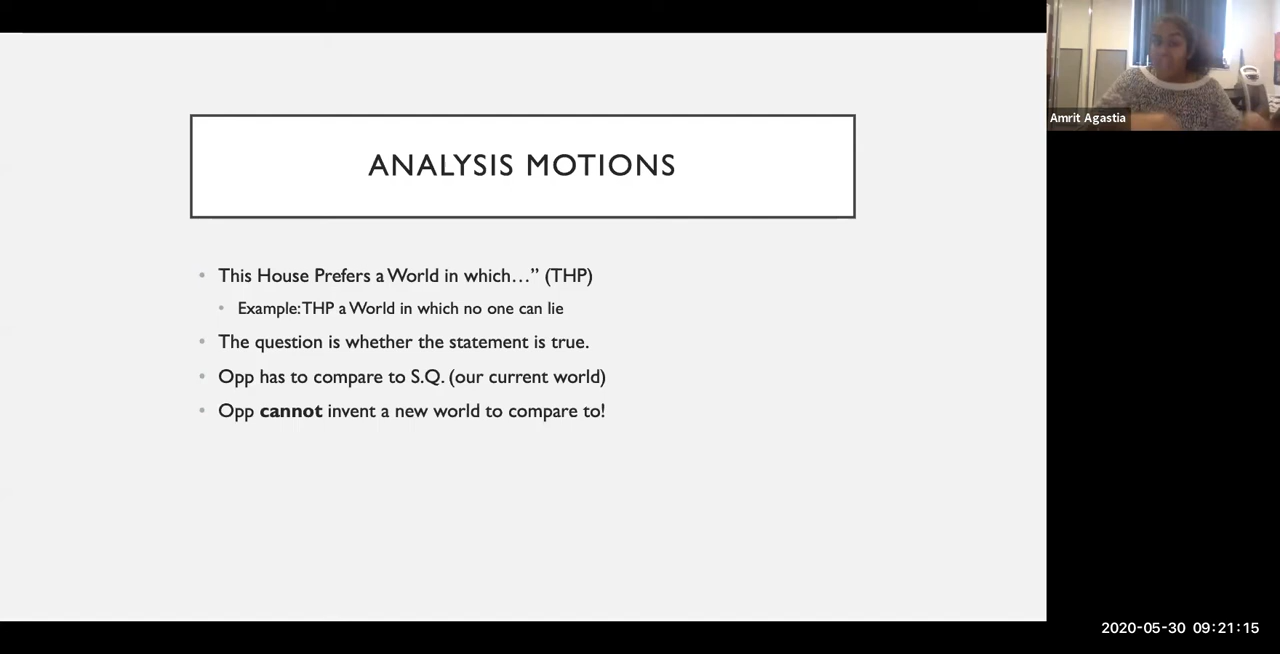 ANALYSIS MOTIONS
This House Prefers a World in which…” (THP)
Example: THP a World in which no one can lie
The question is whether the statement is true.
Opp has to compare to S.Q. (our current world)
Opp cannot invent a new world to compare to!
Amrit Agastia
2020-05-30 09:21:15